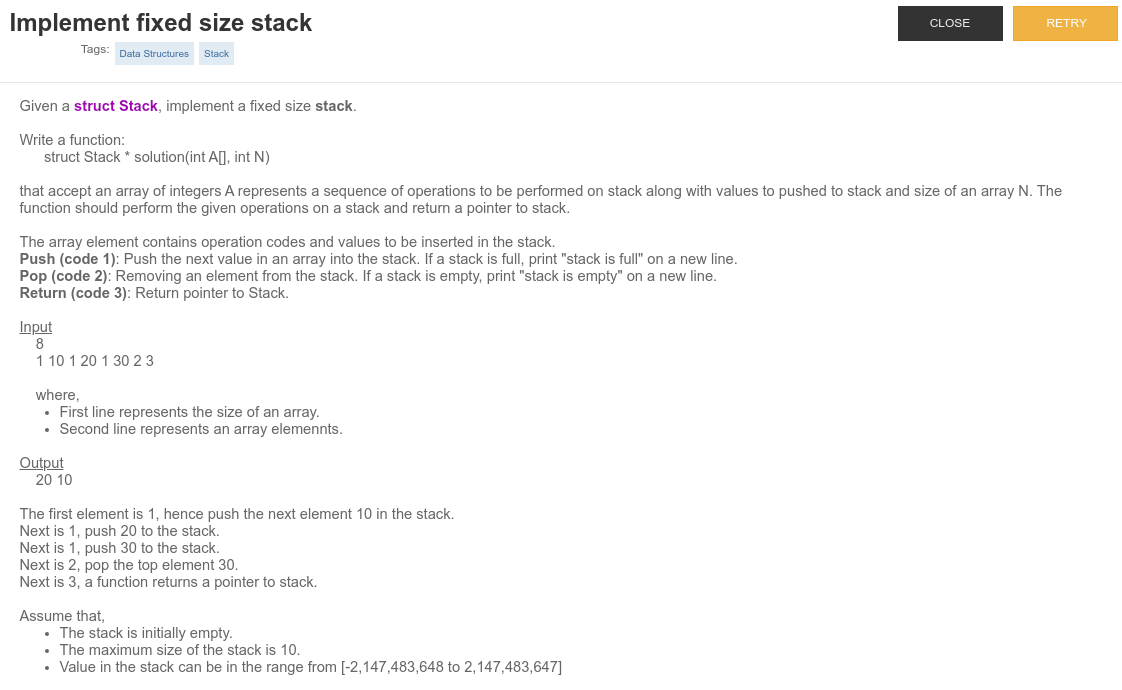 Implement fixed size stack
CLOSE
RETRY
Tags: Data Structures Stack
Given a struct Stack, implement a fixed size stack.
Write a function:
struct Stack * solution(int A[], int N)
that accept an array of integers A represents a sequence of operations to be performed on stack along with values to pushed to stack and size of an array N. The
function should perform the given operations on a stack and return a pointer to stack.
The array element contains operation codes and values to be inserted in the stack.
Push (code 1): Push the next value in an array into the stack. If a stack is full, print "stack is full" on a new line.
Pop (code 2): Removing an element from the stack. If a stack is empty, print "stack is empty" on a new line.
Return (code 3): Return pointer to Stack.
Input
8
1 10 1 20 1 30 2 3
where,
• First line represents the size of an array.
• Second line represents an array elemennts.
Output
20 10
The first element is 1, hence push the next element 10 in the stack.
Next is 1, push 20 to the stack.
Next is 1, push 30 to the stack.
Next is 2, pop the top element 30.
Next is 3, a function returns a pointer to stack.
Assume that,
• The stack is initially empty.
• The maximum size of the stack is 10.
• Value in the stack can be in the range from [-2,147,483,648 to 2,147,483,647]